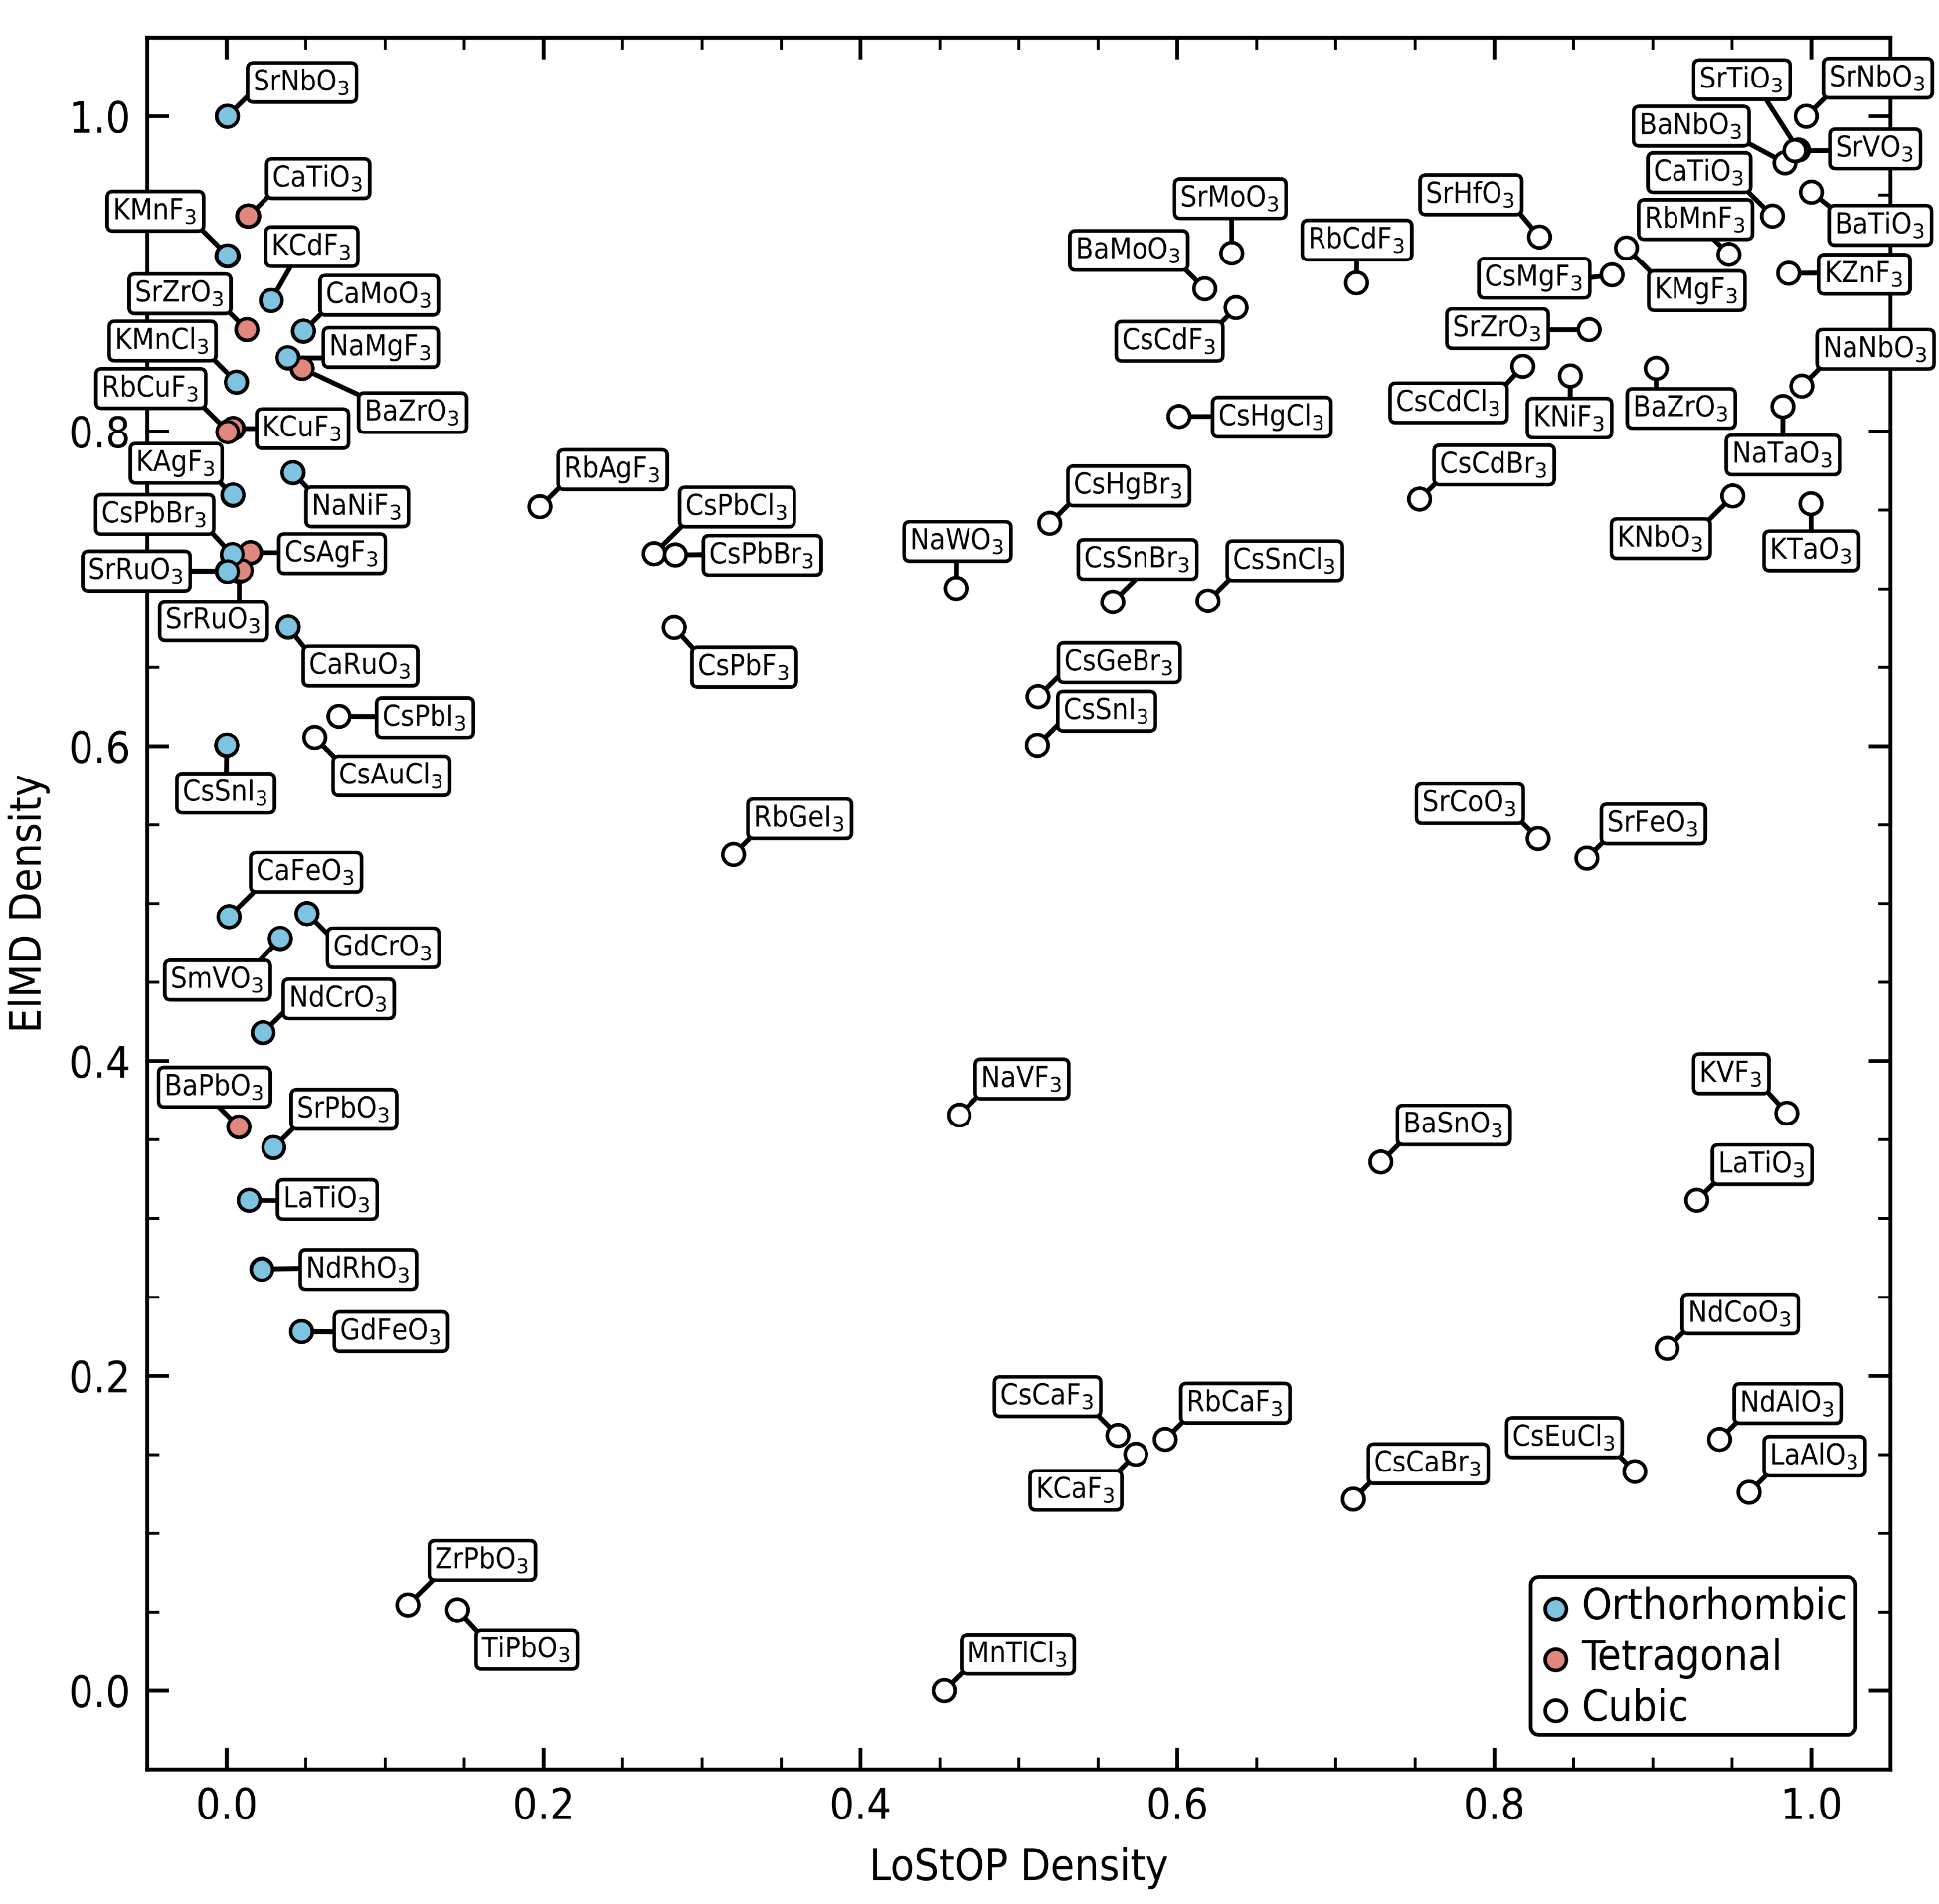 SrNbO₃
SrTiO₃
SrNbO₃
1.0
BaNbO₃
SrVO₃
CaTiO₃
CaTiO₃
KMnF₃
SrMoO₃
SrHfO₃
RbMnF₃
BaTiO₃
KCdF₃
BaMoO₃
RbCdF₃
CsMgF₃
KMgF₃
KZnF₃
SrZrO₃
CaMoO₃
KMnCl₃
NaMgF₃
CsCdF₃
SrZrO₃
NaNbO₃
RbCuF₃
BaZrO₃
CsCdCl₃
KNiF₃
BaZrO₃
0.8
KCuF₃
CsHgCl₃
NaTaO₃
KAgF₃
RbAgF₃
CsCdBr₃
CsPbBr₃
NaNiF₃
CsPbCl₃
CsHgBr₃
SrRuO₃
CsAgF₃
CsPbBr₃
NaWO₃
CsSnBr₃
CsSnCl₃
KNbO₃
KTaO₃
SrRuO₃
CaRuO₃
CsPbF₃
CsGeBr₃
CsPbI₃
CsSnI₃
0.6
CsSnI₃
CsAuCl₃
RbGeI₃
SrCoO₃
SrFeO₃
CaFeO₃
GdCrO₃
SmVO₃
NdCrO₃
EIMD Density
0.4
BaPbO₃
SrPbO₃
NaVF₃
KVF₃
BaSnO₃
LaTiO₃
LaTiO₃
NdRhO₃
GdFeO₃
NdCoO₃
0.2
CsCaF₃
RbCaF₃
NdAlO₃
CsEuCl₃
KCaF₃
CsCaBr₃
LaAlO₃
ZrPbO₃
TiPbO₃
MnTlCl₃
0.0
Orthorhombic
Tetragonal
Cubic
0.0 0.2 0.4 0.6 0.8 1.0
LoStOP Density